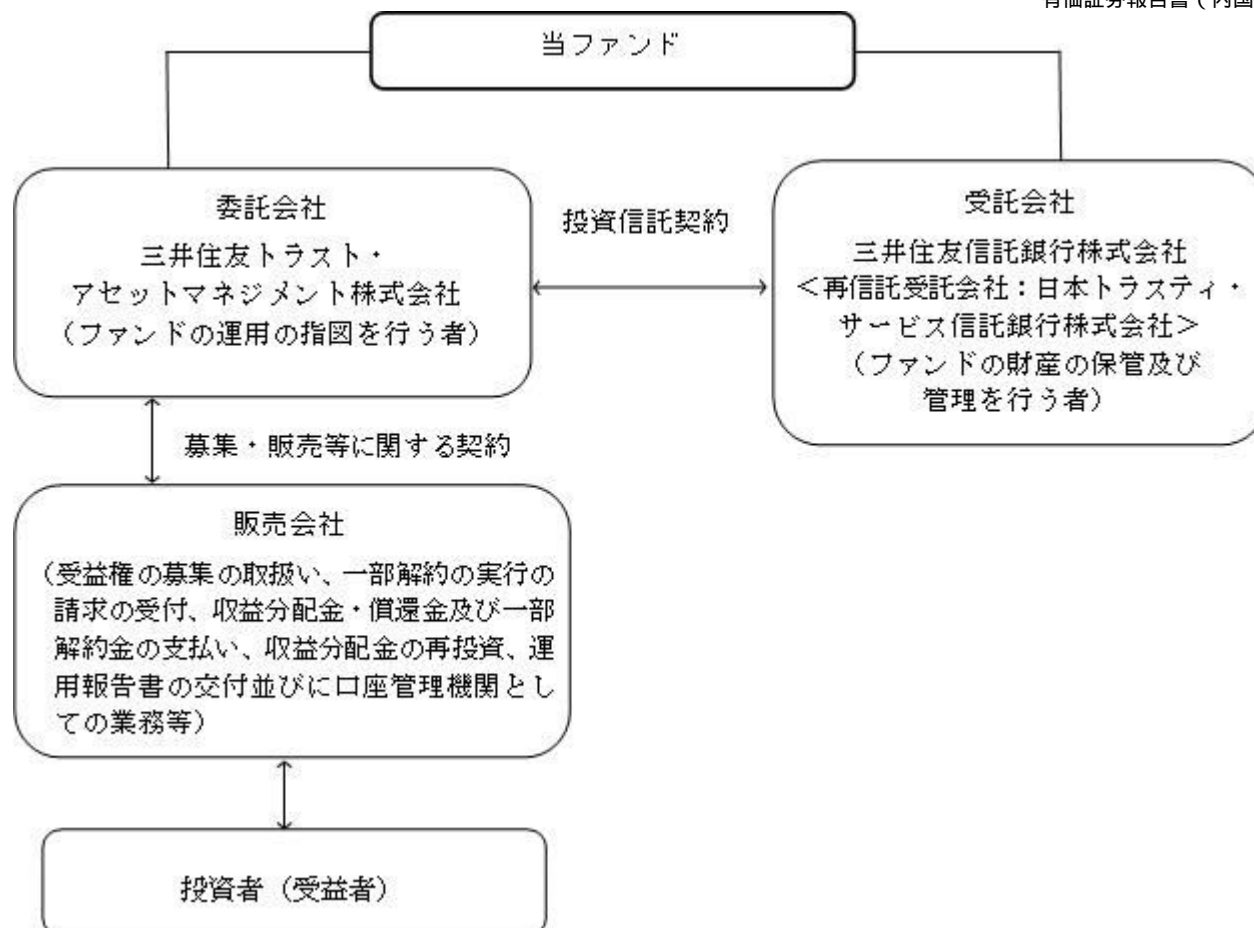 有価証券報告書（内国
当ファンド
委託会社
三井住友トラスト・
アセットマネジメント株式会社
（ファンドの運用の指図を行う者）
投資信託契約
受託会社
三井住友信託銀行株式会社
＜再信託受託会社：日本トラスティ・
サービス信託銀行株式会社＞
（ファンドの財産の保管及び
管理を行う者）
募集・販売等に関する契約
販売会社
（受益権の募集の取扱い、一部解約の実行の
請求の受付、収益分配金・償還金及び一部
解約金の支払い、収益分配金の再投資、運
用報告書の交付並びに口座管理機関とし
ての業務等）
投資者（受益者）